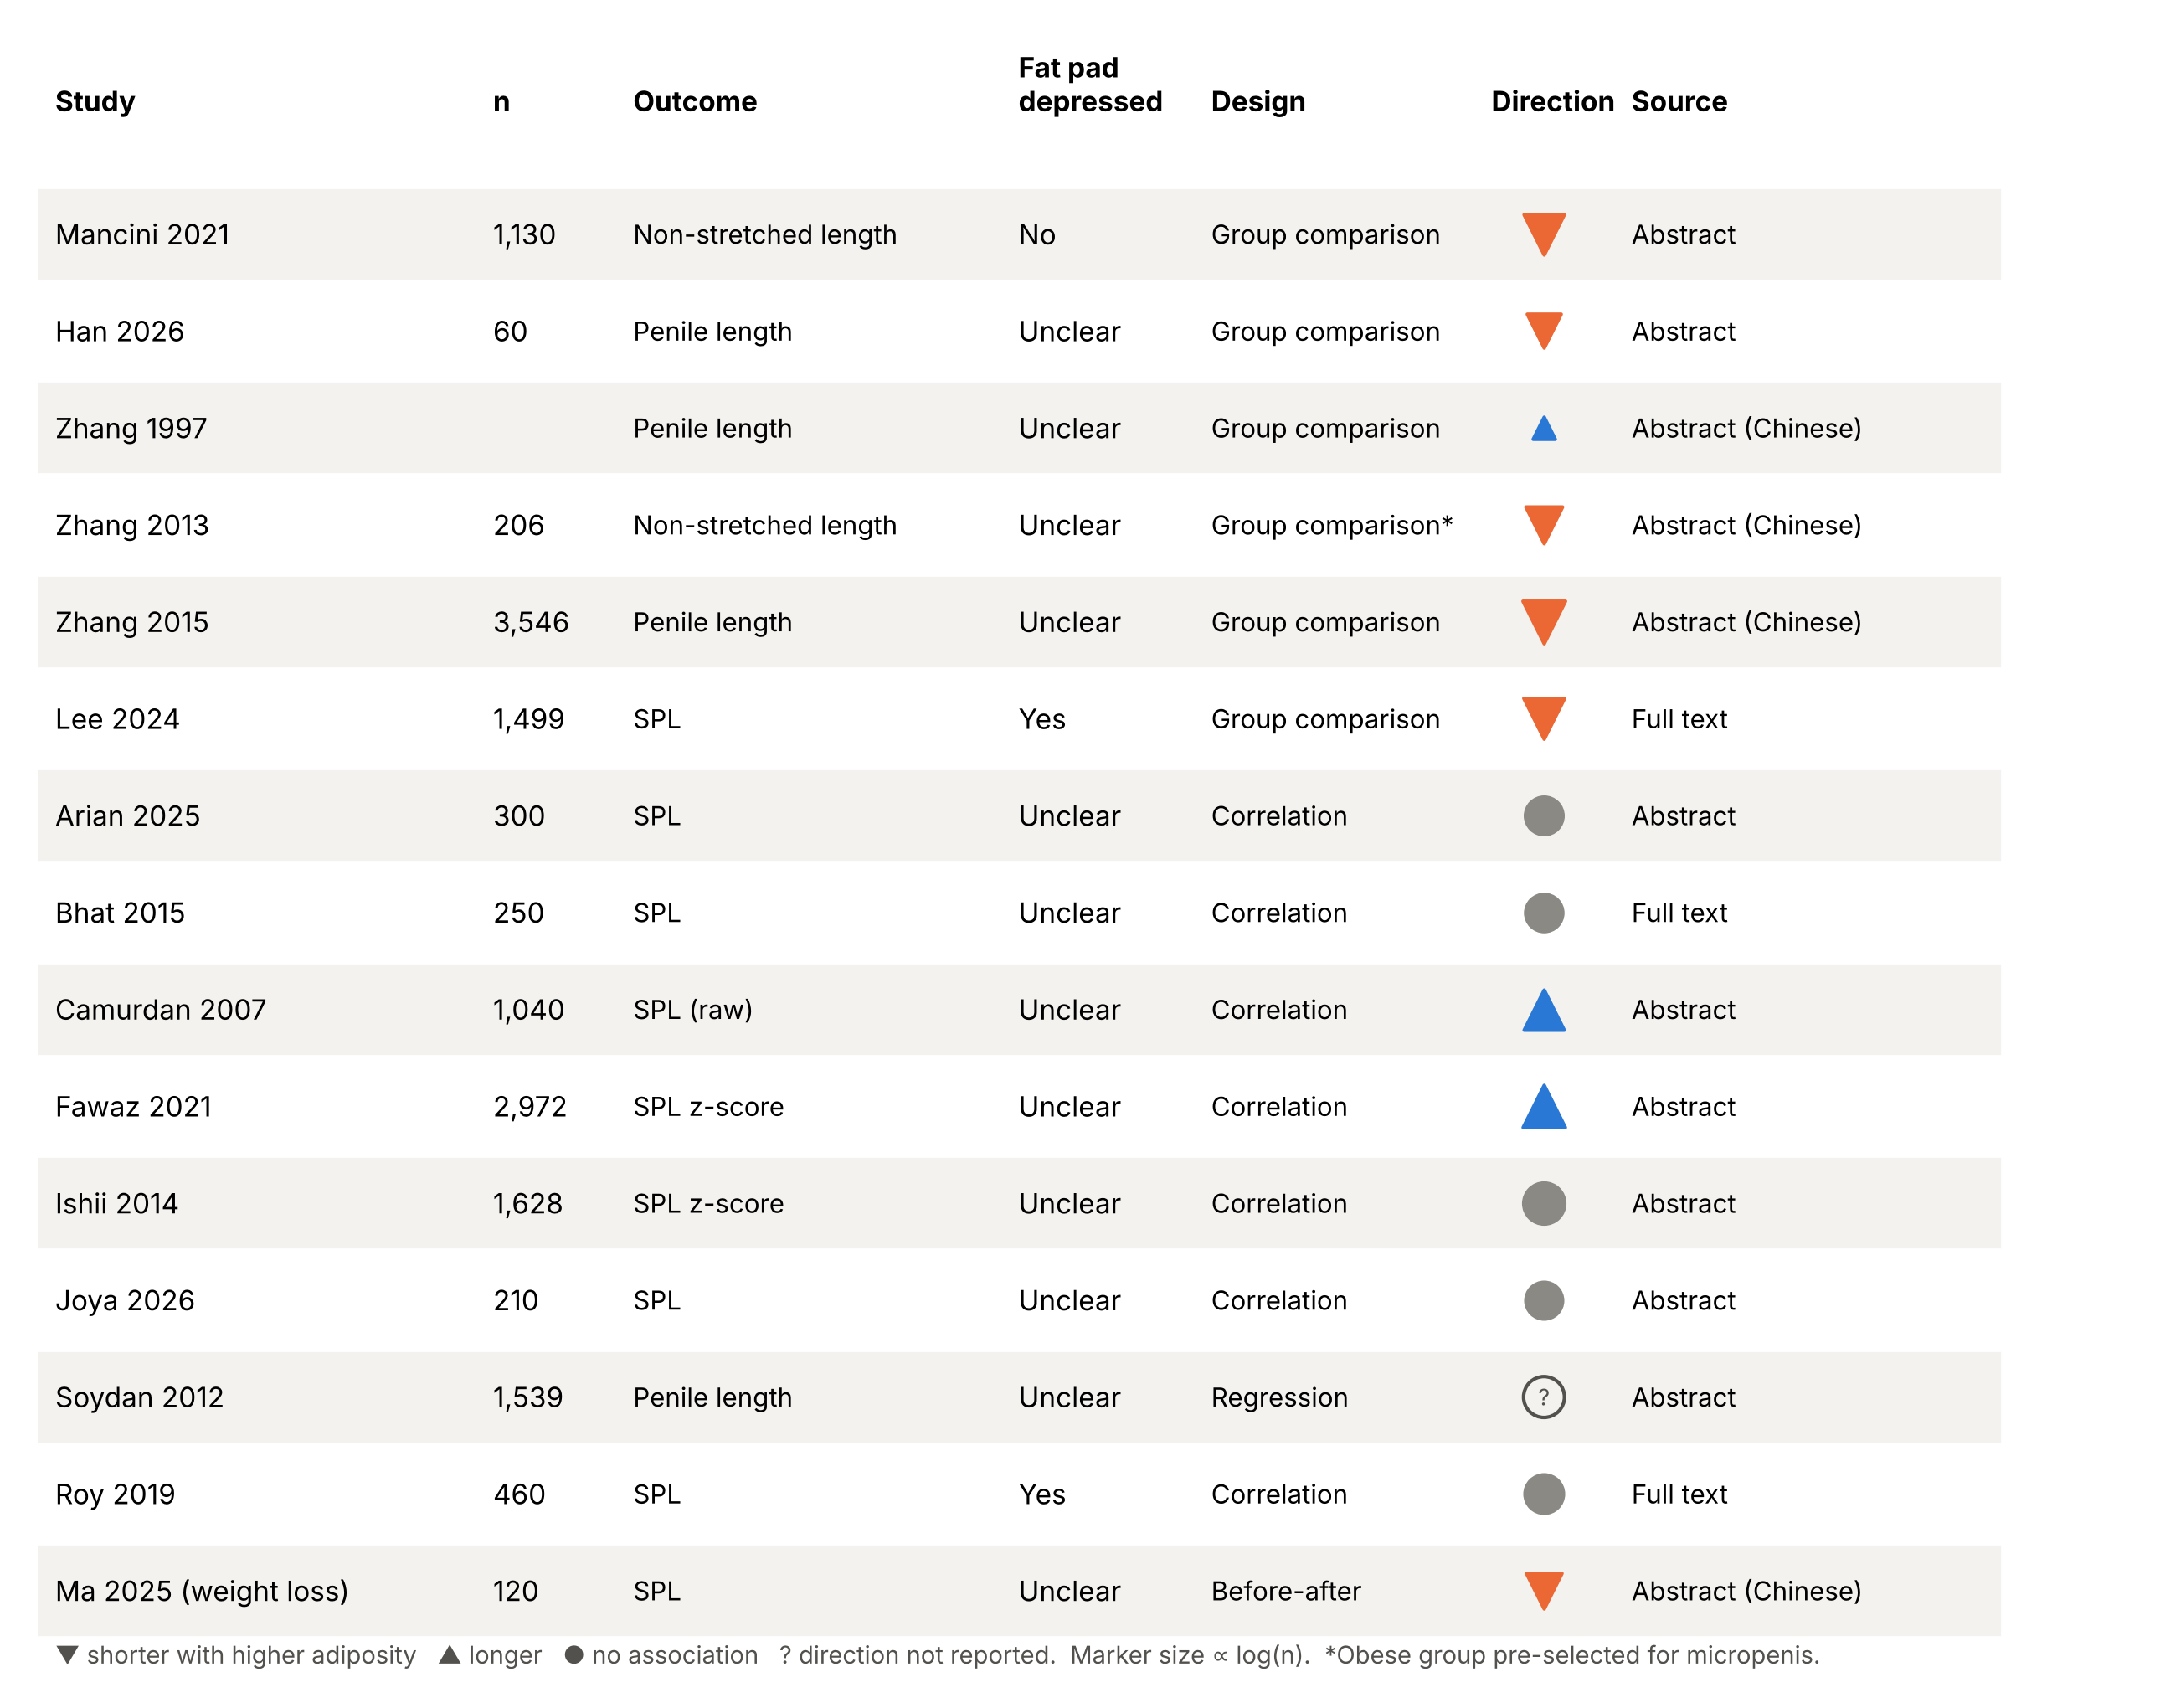 Study n Outcome Fat pad depressed Design Direction Source
Mancini 2021 1,130 Non-stretched length No Group comparison Abstract
Han 2026 60 Penile length Unclear Group comparison Abstract
Zhang 1997 Penile length Unclear Group comparison Abstract (Chinese)
Zhang 2013 206 Non-stretched length Unclear Group comparison* Abstract (Chinese)
Zhang 2015 3,546 Penile length Unclear Group comparison Abstract (Chinese)
Lee 2024 1,499 SPL Yes Group comparison Full text
Arian 2025 300 SPL Unclear Correlation Abstract
Bhat 2015 250 SPL Unclear Correlation Full text
Camurdan 2007 1,040 SPL (raw) Unclear Correlation Abstract
Fawaz 2021 2,972 SPL z-score Unclear Correlation Abstract
Ishii 2014 1,628 SPL z-score Unclear Correlation Abstract
Joya 2026 210 SPL Unclear Correlation Abstract
Soydan 2012 1,539 Penile length Unclear Regression ? Abstract
Roy 2019 460 SPL Yes Correlation Full text
Ma 2025 (weight loss) 120 SPL Unclear Before-after Abstract (Chinese)
▼ shorter with higher adiposity ▲ longer ● no association ? direction not reported. Marker size ∝ log(n). *Obese group pre-selected for micropenis.